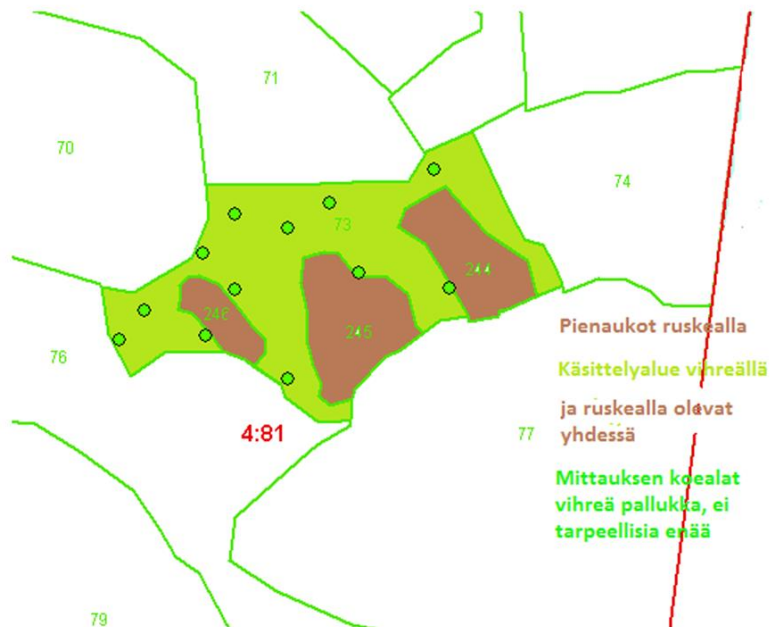 71
70
74
73
244
246
245
76
Pienaukot ruskealla
Käsittelyalue vihreällä
ja ruskealla olevat
yhdessä
4:81
77
Mittauksen koealat
vihreä pallukka, ei
tarpeellisia enää
79